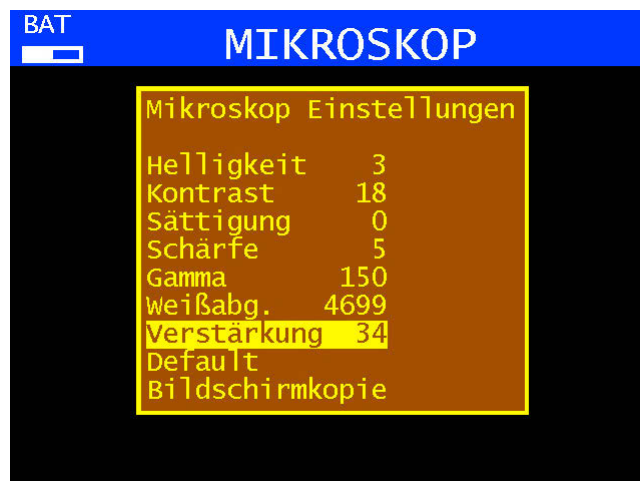 BAT
MIKROSKOP
Mikroskop Einstellungen
Helligkeit 3
Kontrast 18
Sättigung 0
Schärfe 5
Gamma 150
Weißabg. 4699
Verstärkung 34
Default
Bildschirmkopie